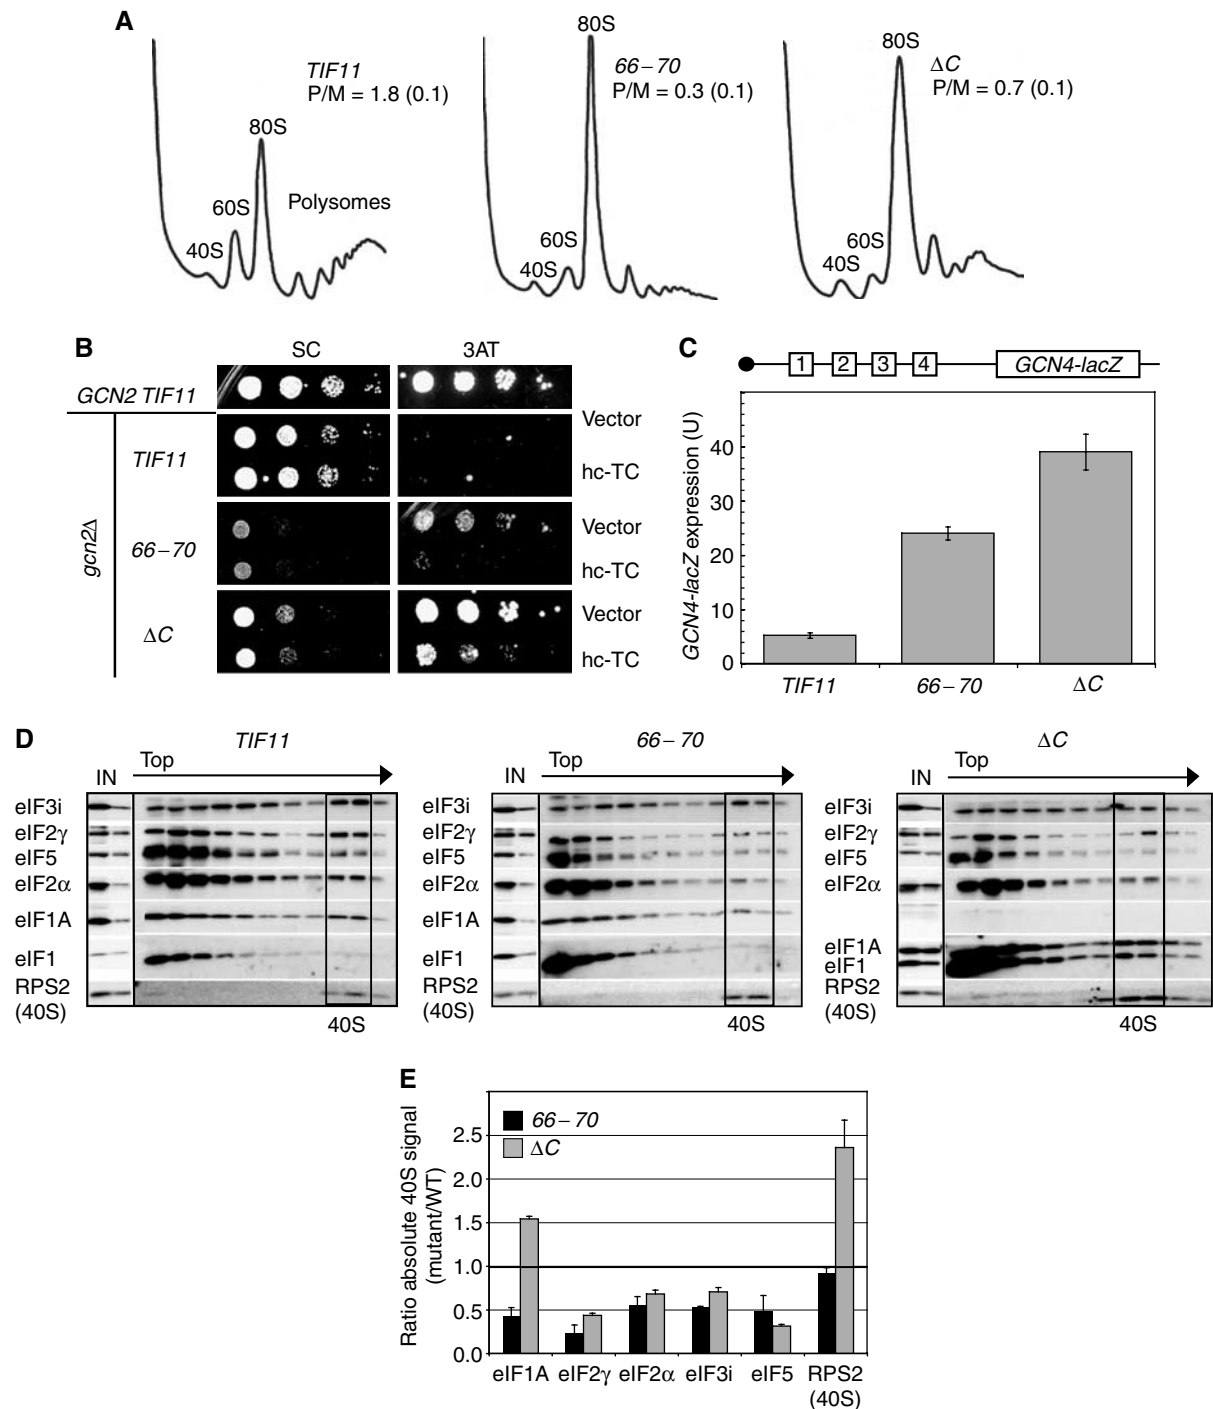 A
TIF11
P/M = 1.8 (0.1)
40S
60S
80S
Polysomes
66–70
P/M = 0.3 (0.1)
40S
60S
80S
ΔC
P/M = 0.7 (0.1)
40S
60S
80S
B
SC
3AT
GCN2 TIF11
gcn2Δ
TIF11
Vector
hc-TC
66–70
Vector
hc-TC
ΔC
Vector
hc-TC
C
1 2 3 4 GCN4-lacZ
GCN4-lacZ expression (U)
40
30
20
10
0
TIF11 66–70 ΔC
D
TIF11
IN
Top
eIF3i
eIF2γ
eIF5
eIF2α
eIF1A
eIF1
RPS2
(40S)
40S
66–70
IN
Top
eIF3i
eIF2γ
eIF5
eIF2α
eIF1A
eIF1
RPS2
(40S)
40S
ΔC
IN
Top
eIF3i
eIF2γ
eIF5
eIF2α
eIF1A
eIF1
RPS2
(40S)
40S
E
Ratio absolute 40S signal
(mutant/WT)
66–70
ΔC
2.5
2.0
1.5
1.0
0.5
0.0
eIF1A eIF2γ eIF2α eIF3i eIF5 RPS2
(40S)